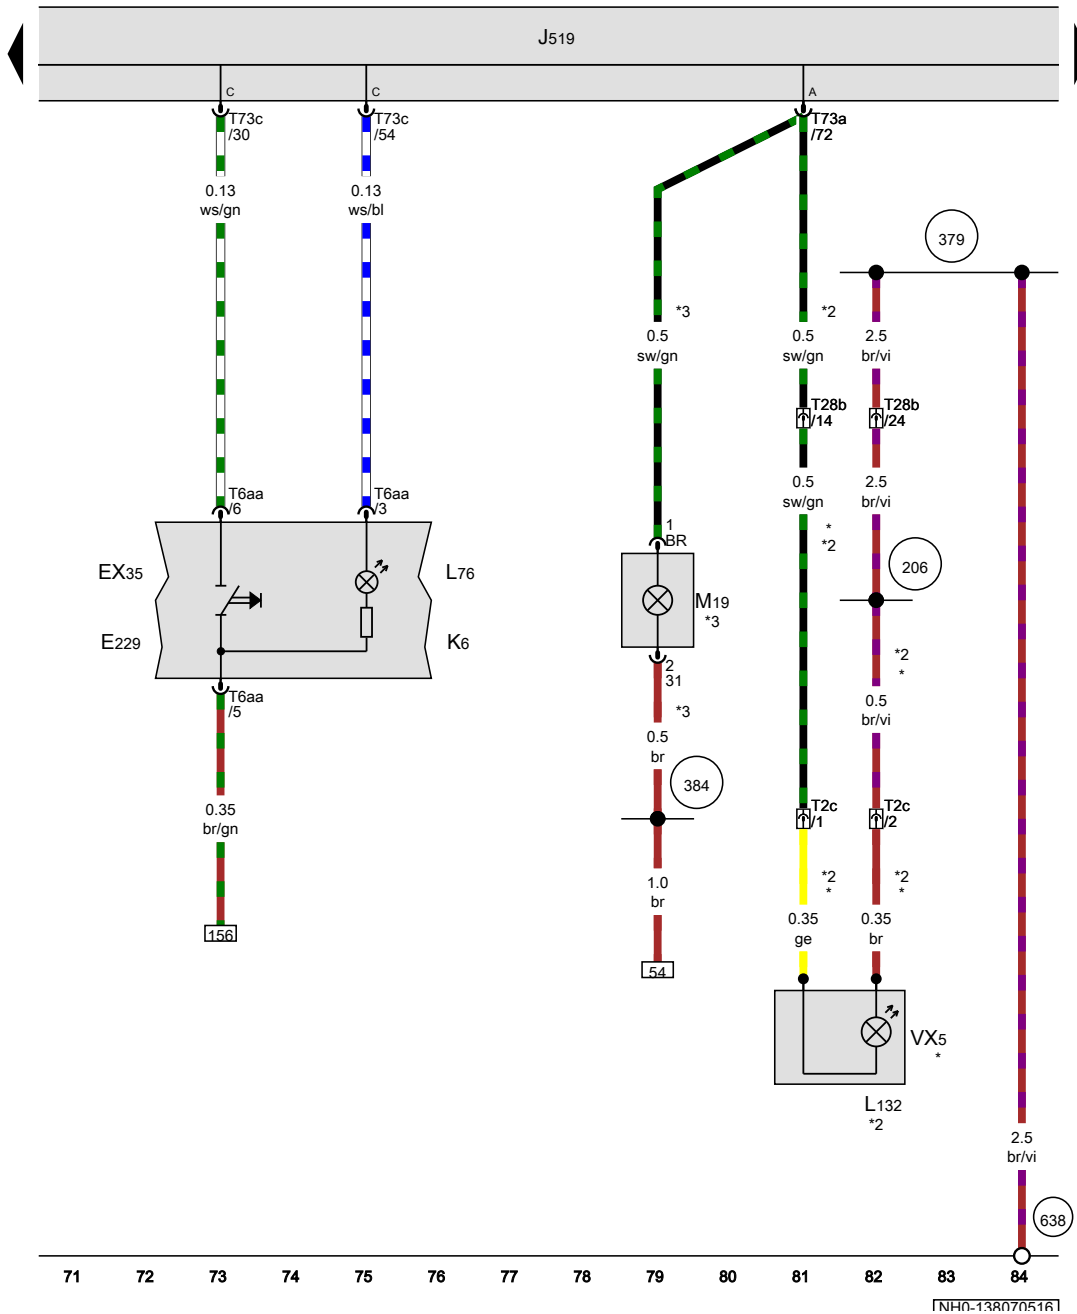 J519
C
C
A
T73c
/30
T73c
/54
T73a
/72
0.13
ws/gn
0.13
ws/bl
379
*3
*2
0.5
sw/gn
0.5
sw/gn
2.5
br/vi
T28b
/14
T28b
/24
0.5
sw/gn
2.5
br/vi
T6aa
/6
T6aa
/3
*
*2
1
BR
206
EX35
L76
M19
*3
E229
K6
*2
*
2
31
T6aa
/5
0.5
br/vi
*3
0.5
br
384
T2c
/1
T2c
/2
0.35
br/gn
1.0
br
*2
*
*2
*
0.35
ge
0.35
br
156
54
VX5
*
L132
*2
2.5
br/vi
638
71 72 73 74 75 76 77 78 79 80 81 82 83 84
NH0-138070516